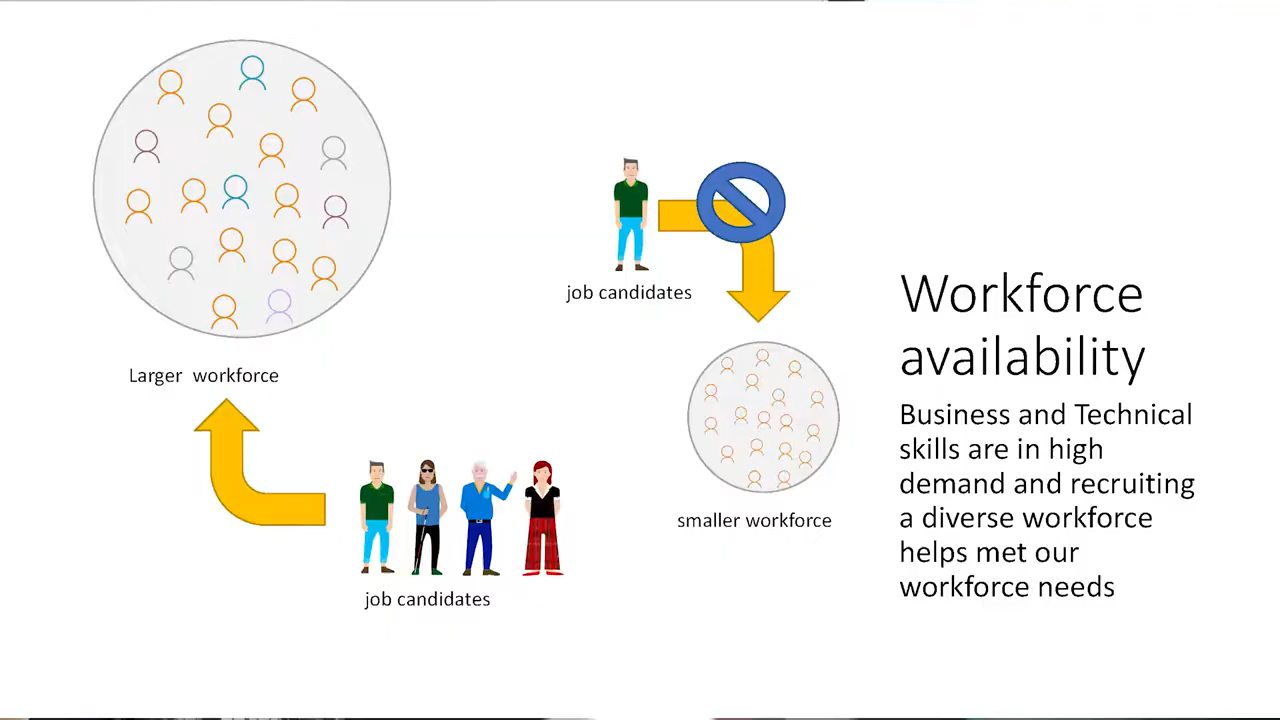 Larger workforce
job candidates
job candidates
smaller workforce
Workforce
availability
Business and Technical
skills are in high
demand and recruiting
a diverse workforce
helps met our
workforce needs